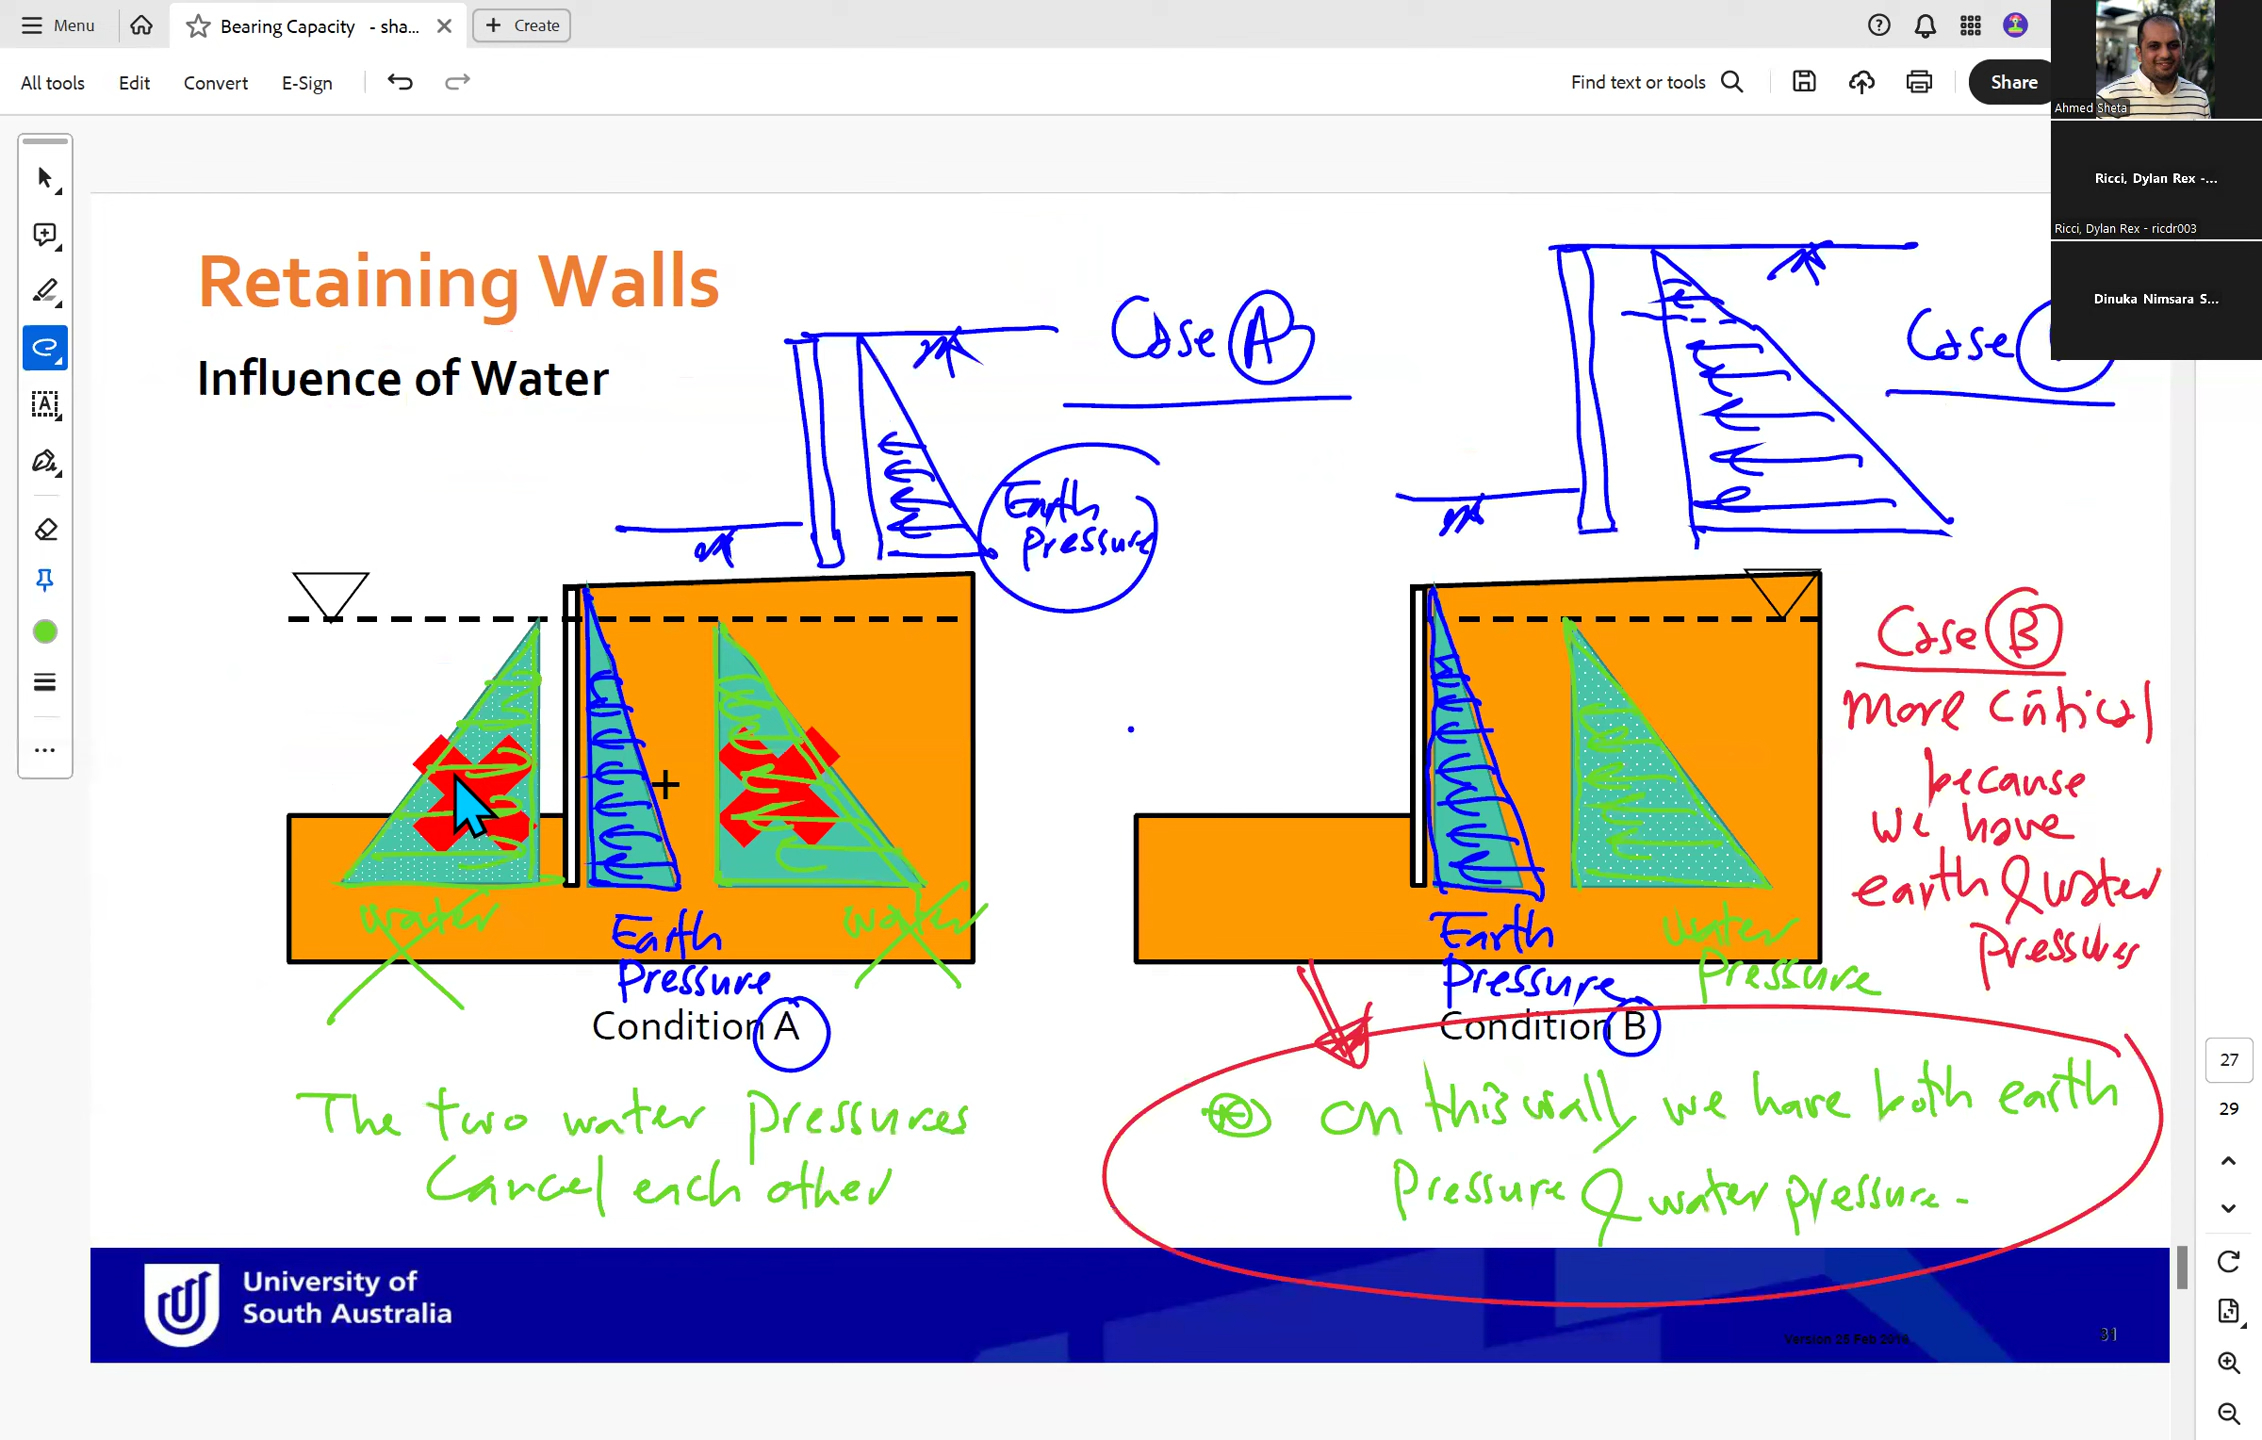 Menu
Bearing Capacity - sha...
Create
All tools
Edit
Convert
E-Sign
Find text or tools
Share
Ahmed Sheta
Ricci, Dylan Rex -...
Ricci, Dylan Rex - ricdr003
Dinuka Nimsara S...
Retaining Walls
Influence of Water
Case A
Case
Earth
Pressure
Case B
More critical
because
we have
earth & water
Pressures
+
water
Earth
Pressure
water
Earth
Pressure
water
Pressure
Condition A
Condition B
The two water pressures
Cancel each other
on this wall, we have both earth
Pressure & water pressure.
University of
South Australia
Version 25 Feb 2018
31
27
29